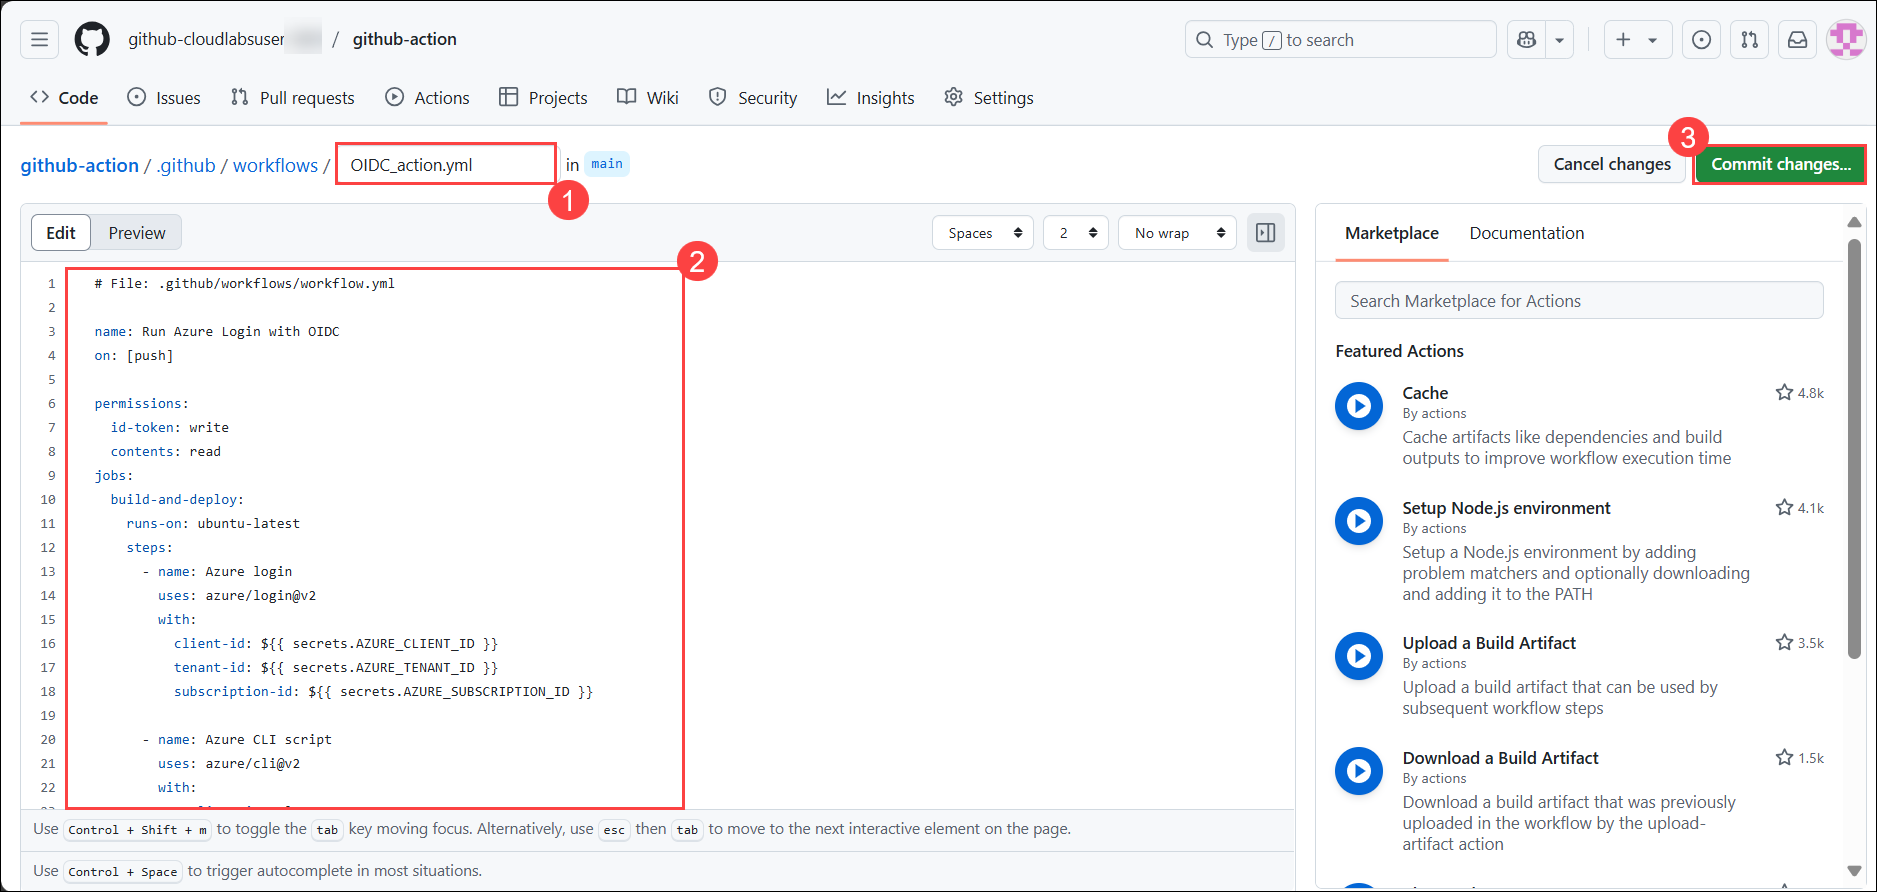 github-cloudlabsuser / github-action
Type / to search
Code Issues Pull requests Actions Projects Wiki Security Insights Settings
github-action / .github / workflows / OIDC_action.yml in main
1
Cancel changes
Commit changes...
3
Edit Preview
Spaces 2 No wrap
2
1 # File: .github/workflows/workflow.yml
2
3 name: Run Azure Login with OIDC
4 on: [push]
5
6 permissions:
7 id-token: write
8 contents: read
9 jobs:
10 build-and-deploy:
11 runs-on: ubuntu-latest
12 steps:
13 - name: Azure login
14 uses: azure/login@v2
15 with:
16 client-id: ${{ secrets.AZURE_CLIENT_ID }}
17 tenant-id: ${{ secrets.AZURE_TENANT_ID }}
18 subscription-id: ${{ secrets.AZURE_SUBSCRIPTION_ID }}
19
20 - name: Azure CLI script
21 uses: azure/cli@v2
22 with:
Use Control + Shift + m to toggle the tab key moving focus. Alternatively, use esc then tab to move to the next interactive element on the page.
Use Control + Space to trigger autocomplete in most situations.
Marketplace Documentation
Search Marketplace for Actions
Featured Actions
Cache 4.8k
By actions
Cache artifacts like dependencies and build
outputs to improve workflow execution time
Setup Node.js environment 4.1k
By actions
Setup a Node.js environment by adding
problem matchers and optionally downloading
and adding it to the PATH
Upload a Build Artifact 3.5k
By actions
Upload a build artifact that can be used by
subsequent workflow steps
Download a Build Artifact 1.5k
By actions
Download a build artifact that was previously
uploaded in the workflow by the upload-
artifact action